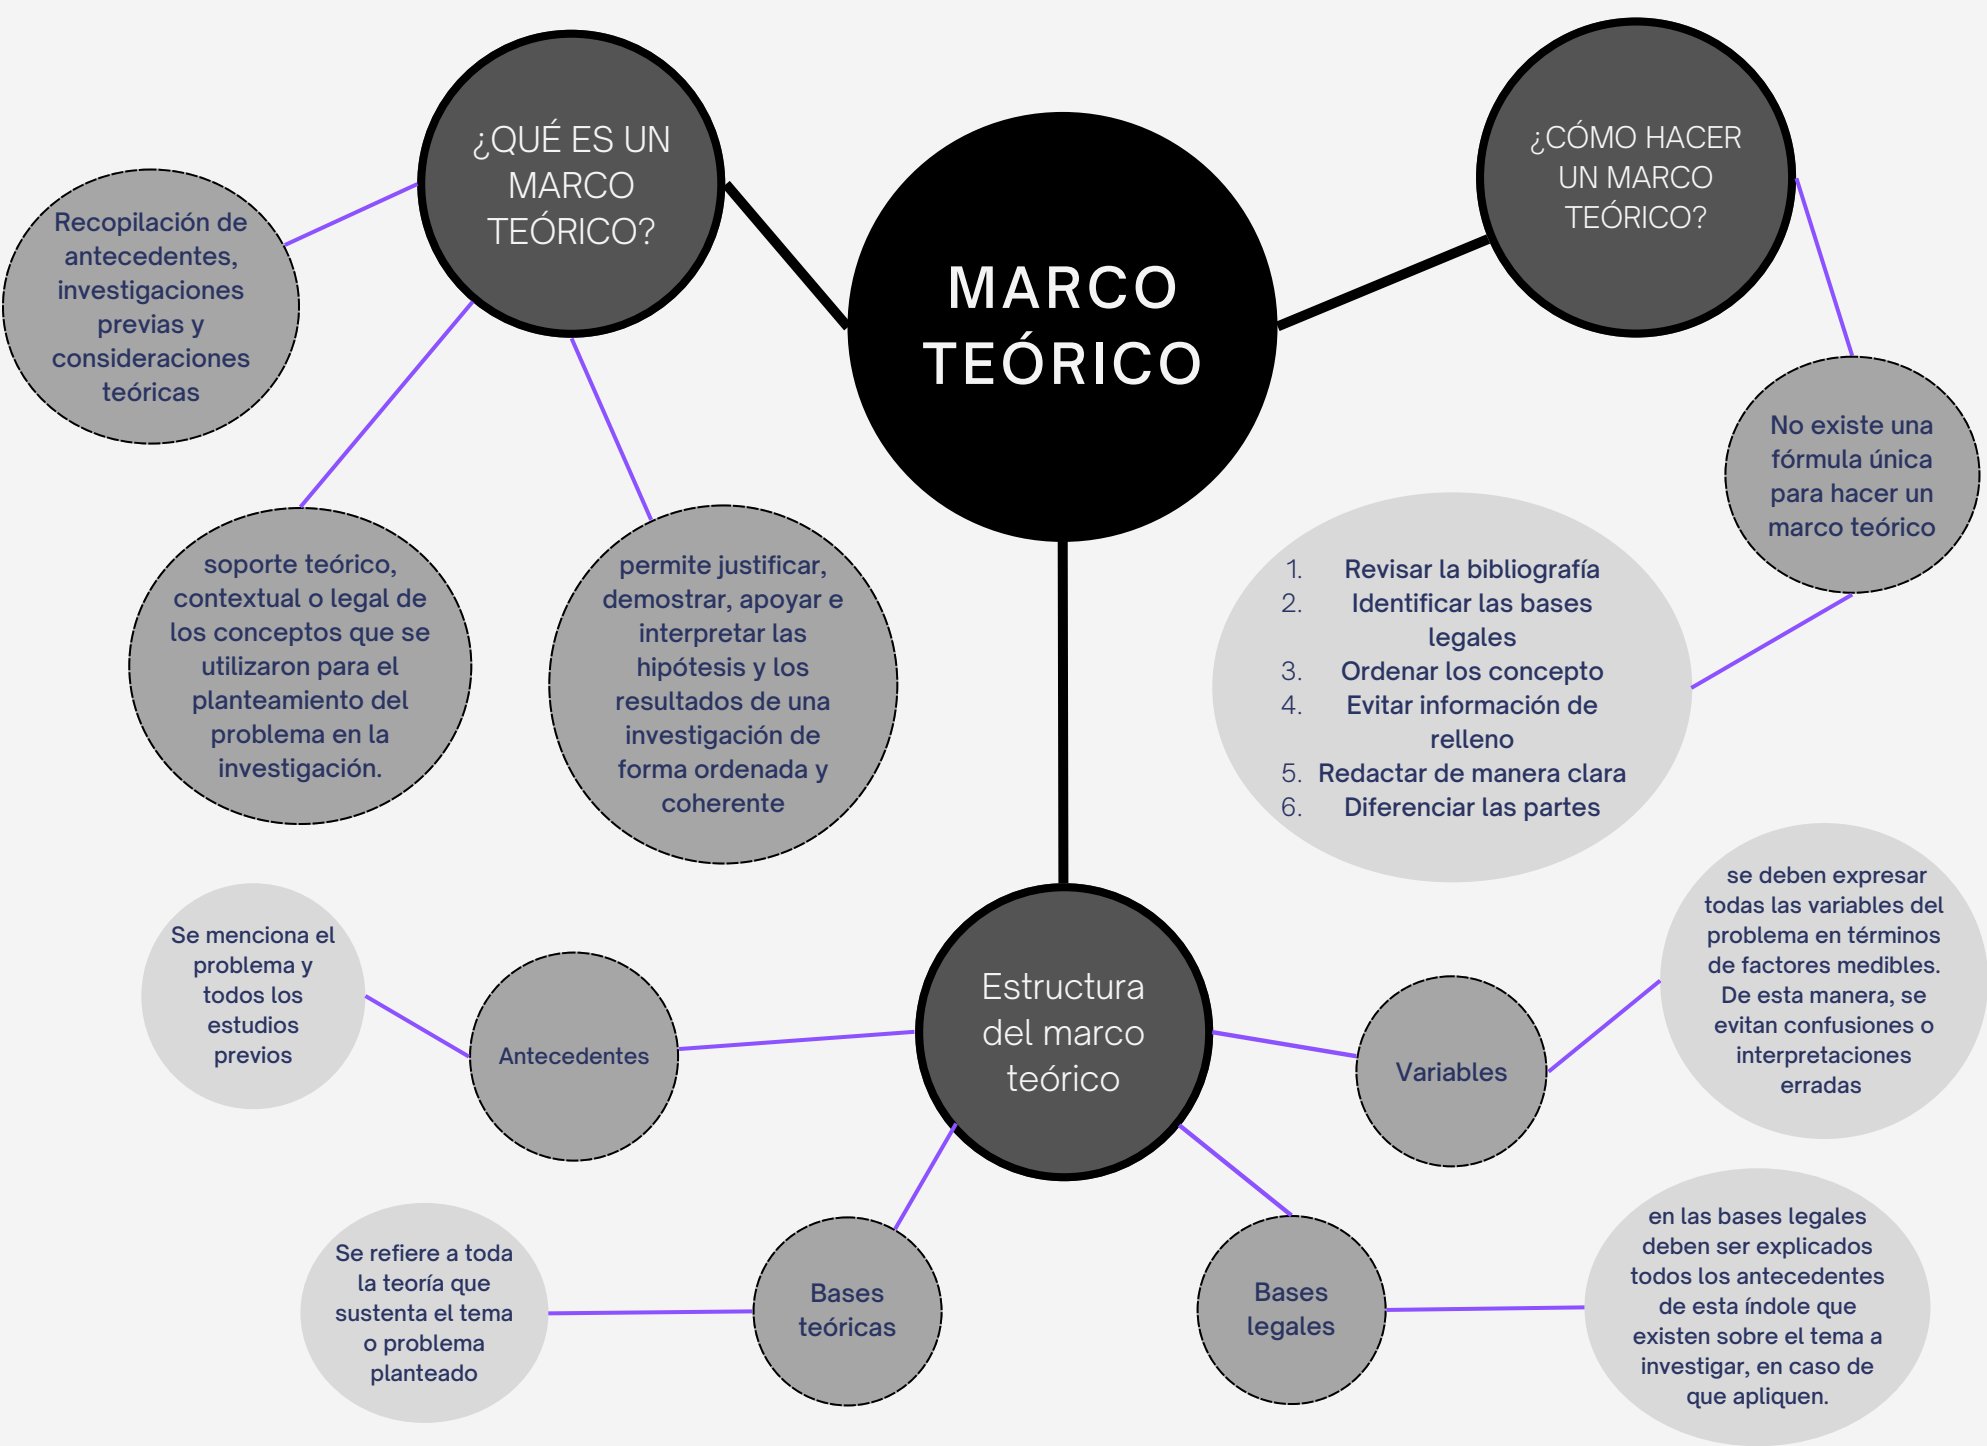 MARCO
TEÓRICO
¿QUÉ ES UN
MARCO
TEÓRICO?
Recopilación de
antecedentes,
investigaciones
previas y
consideraciones
teóricas
soporte teórico,
contextual o legal de
los conceptos que se
utilizaron para el
planteamiento del
problema en la
investigación.
permite justificar,
demostrar, apoyar e
interpretar las
hipótesis y los
resultados de una
investigación de
forma ordenada y
coherente
¿CÓMO HACER
UN MARCO
TEÓRICO?
No existe una
fórmula única
para hacer un
marco teórico
1. Revisar la bibliografía
2. Identificar las bases
legales
3. Ordenar los concepto
4. Evitar información de
relleno
5. Redactar de manera clara
6. Diferenciar las partes
Estructura
del marco
teórico
Antecedentes
Se menciona el
problema y
todos los
estudios
previos
Bases
teóricas
Se refiere a toda
la teoría que
sustenta el tema
o problema
planteado
Bases
legales
en las bases legales
deben ser explicados
todos los antecedentes
de esta índole que
existen sobre el tema a
investigar, en caso de
que apliquen.
Variables
se deben expresar
todas las variables del
problema en términos
de factores medibles.
De esta manera, se
evitan confusiones o
interpretaciones
erradas